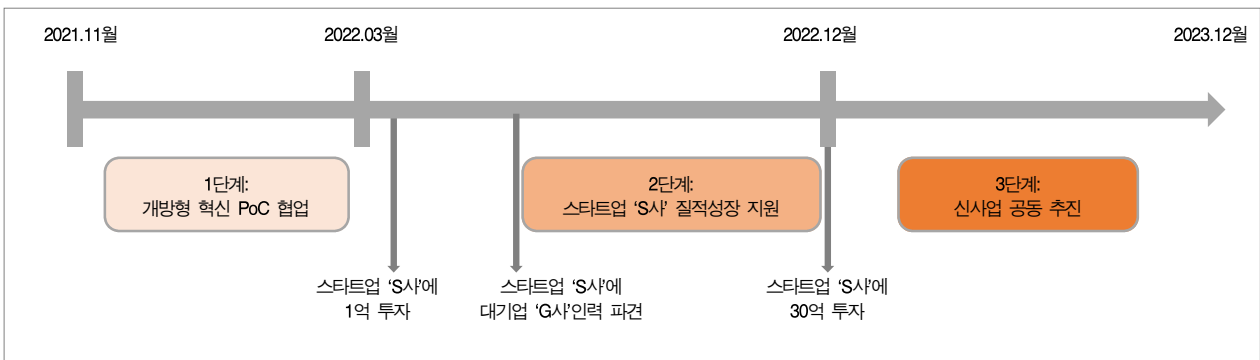 2021.11월
2022.03월
2022.12월
2023.12월
1단계:
개방형 혁신 PoC 협업
2단계:
스타트업 ‘S사’ 질적성장 지원
3단계:
신사업 공동 추진
스타트업 ‘S사’에
1억 투자
스타트업 ‘S사’에
대기업 ‘G사’인력 파견
스타트업 ‘S사’에
30억 투자